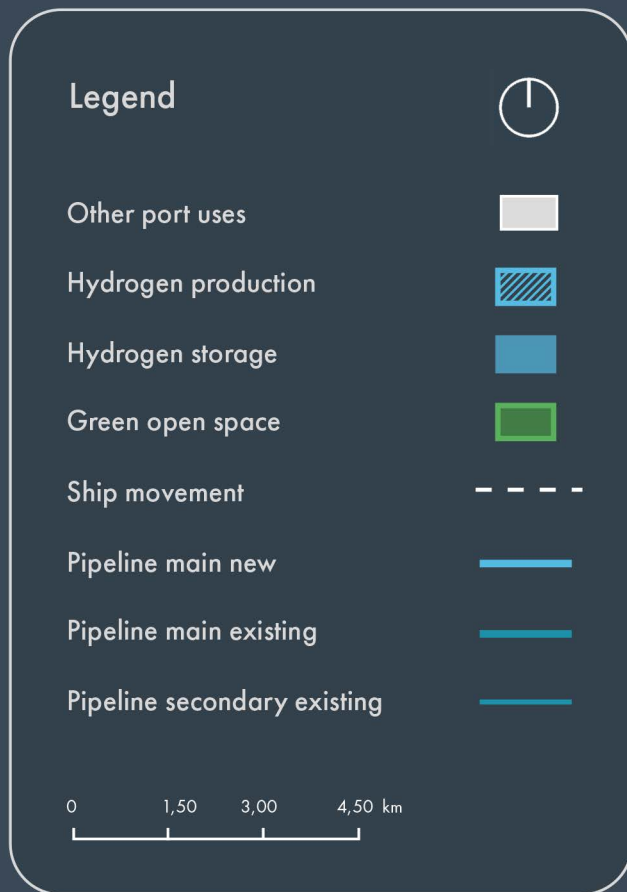 Legend
Other port uses
Hydrogen production
Hydrogen storage
Green open space
Ship movement
Pipeline main new
Pipeline main existing
Pipeline secondary existing
0 1,50 3,00 4,50 km